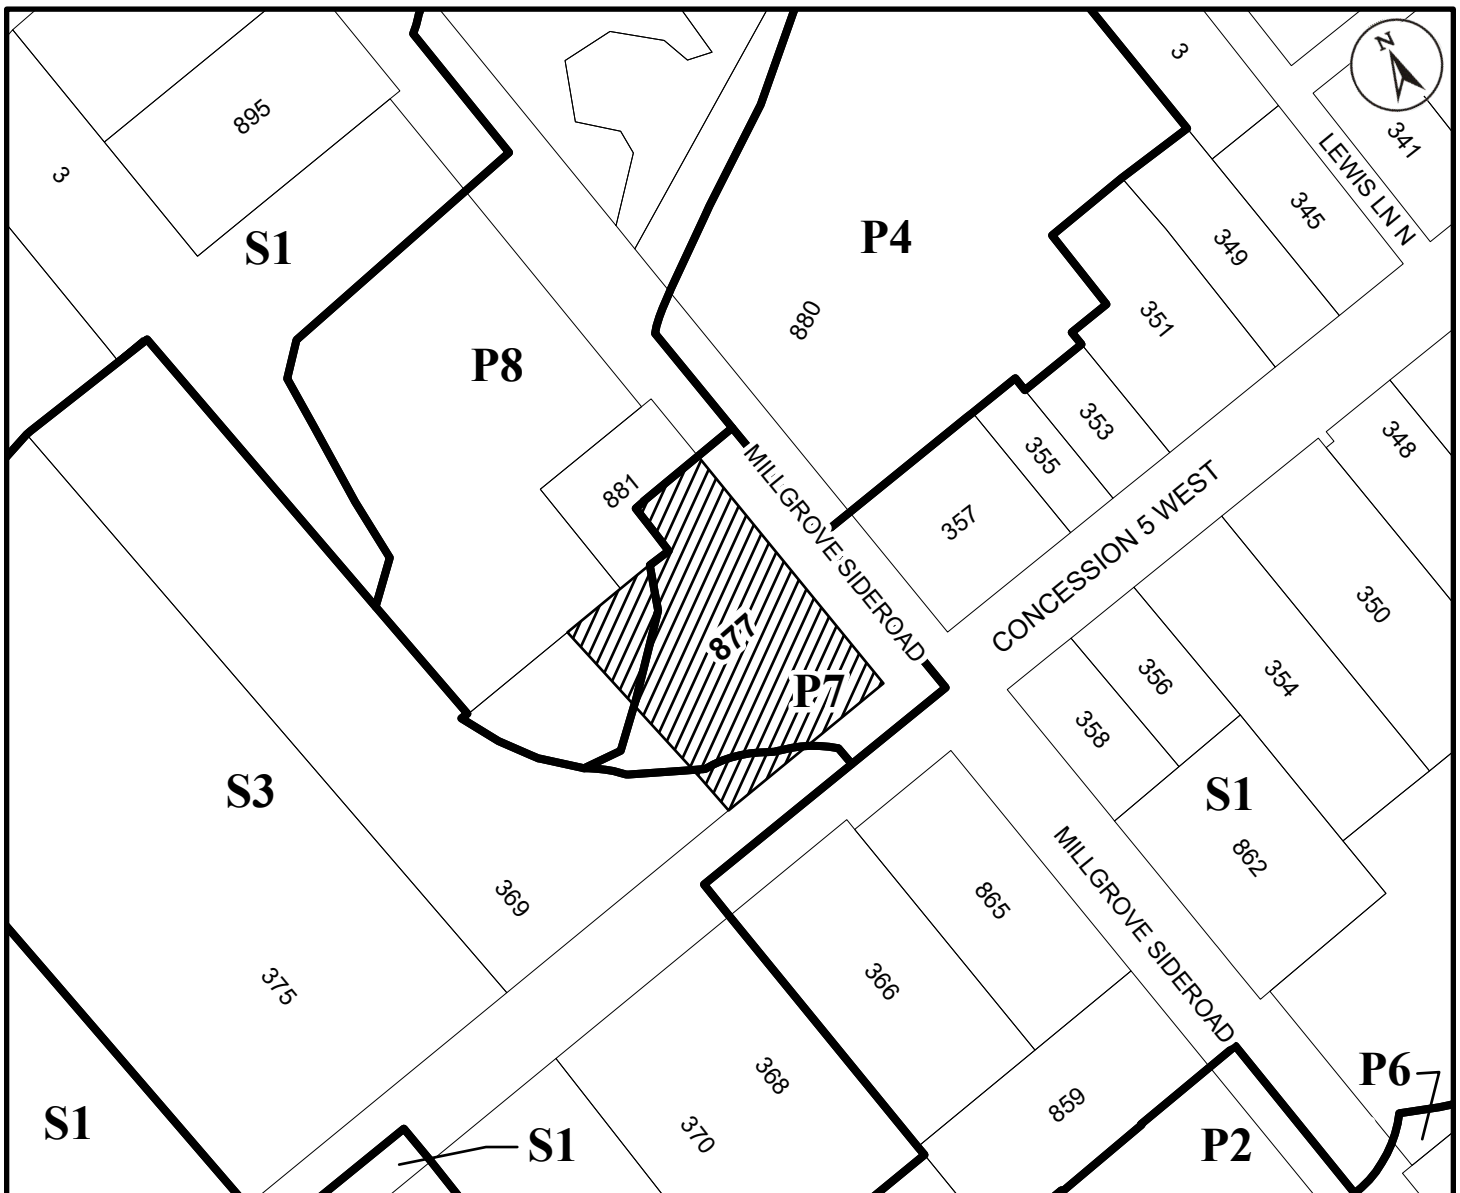 3
N
895
341
LEWIS LN N
3
345
S1
P4
349
880
351
P8
353
348
355
881
MILLGROVE SIDEROAD
357
CONCESSION 5 WEST
350
877
P7
356
354
358
S3
S1
862
MILLGROVE SIDEROAD
369
865
366
375
368
P6
859
S1
370
S1
P2